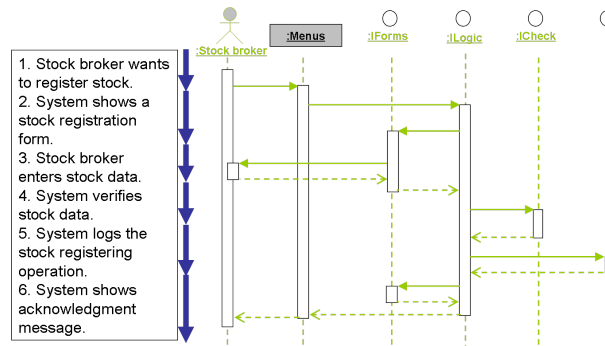 :Stock broker
:Menus
:IForms
:ILogic
:ICheck
1. Stock broker wants
to register stock.
2. System shows a
stock registration
form.
3. Stock broker
enters stock data.
4. System verifies
stock data.
5. System logs the
stock registering
operation.
6. System shows
acknowledgment
message.